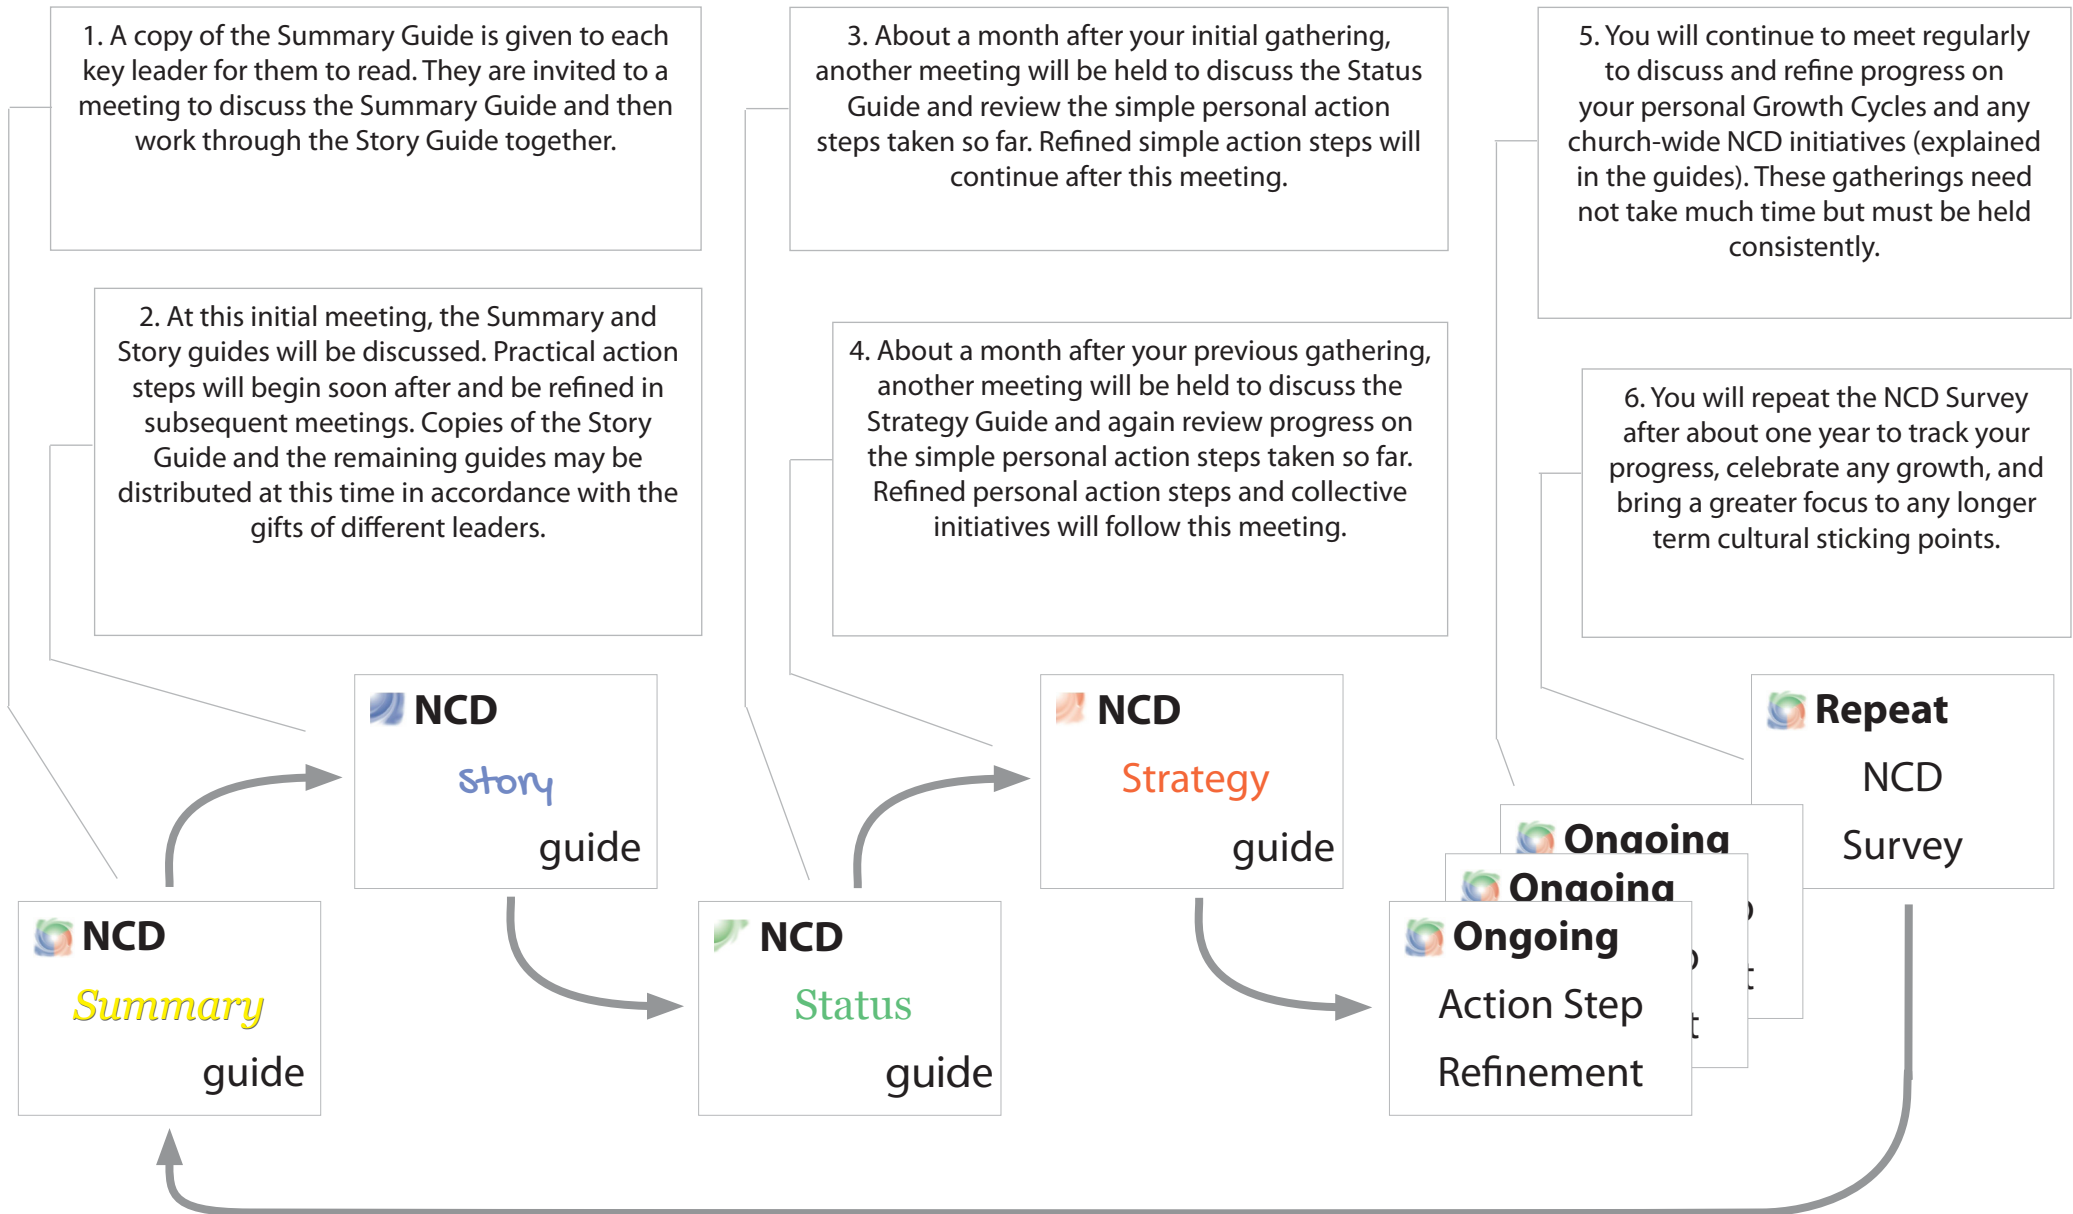 1. A copy of the Summary Guide is given to each
key leader for them to read. They are invited to a
meeting to discuss the Summary Guide and then
work through the Story Guide together.
2. At this initial meeting, the Summary and
Story guides will be discussed. Practical action
steps will begin soon after and be refined in
subsequent meetings. Copies of the Story
Guide and the remaining guides may be
distributed at this time in accordance with the
gifts of different leaders.
3. About a month after your initial gathering,
another meeting will be held to discuss the Status
Guide and review the simple personal action
steps taken so far. Refined simple action steps will
continue after this meeting.
4. About a month after your previous gathering,
another meeting will be held to discuss the
Strategy Guide and again review progress on
the simple personal action steps taken so far.
Refined personal action steps and collective
initiatives will follow this meeting.
5. You will continue to meet regularly
to discuss and refine progress on
your personal Growth Cycles and any
church-wide NCD initiatives (explained
in the guides). These gatherings need
not take much time but must be held
consistently.
6. You will repeat the NCD Survey
after about one year to track your
progress, celebrate any growth, and
bring a greater focus to any longer
term cultural sticking points.
NCD
Summary
guide
NCD
Story
guide
NCD
Status
guide
NCD
Strategy
guide
Ongoing
Ongoing
Ongoing
Action Step
Refinement
Repeat
NCD
Survey